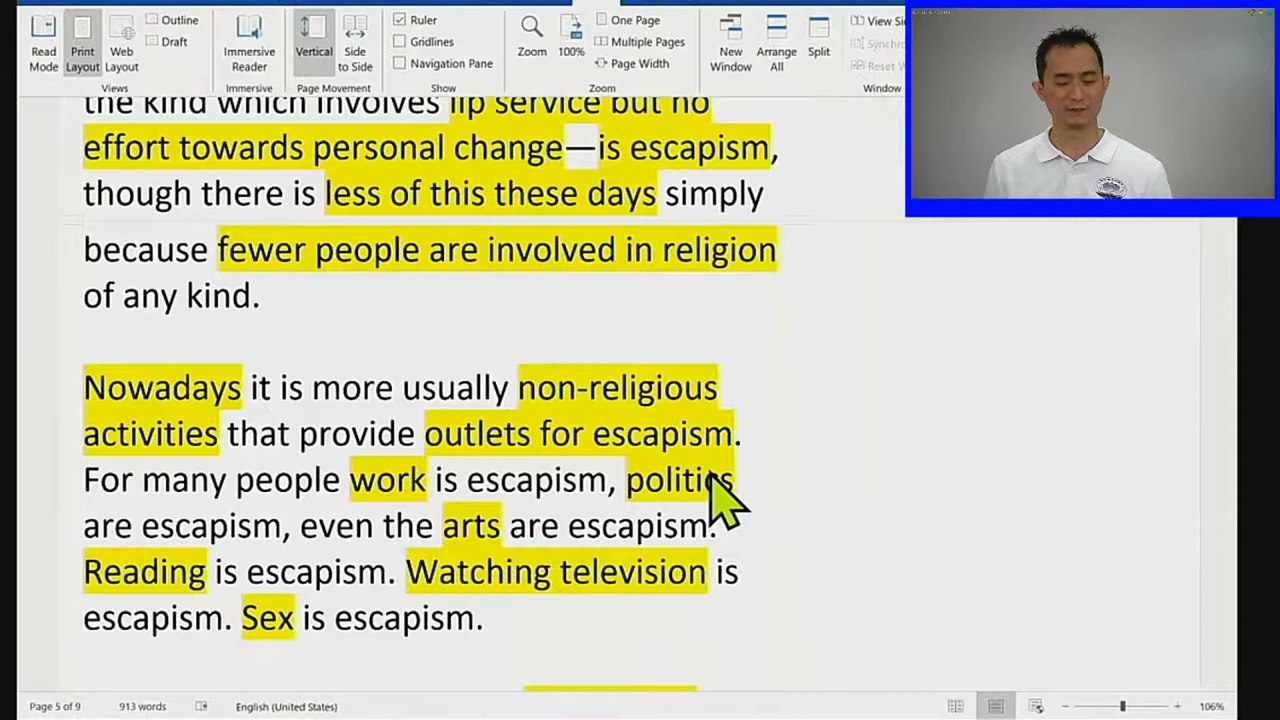 Read Mode
Print Layout
Web Layout
Outline
Draft
Views
Immersive Reader
Immersive
Vertical
Side to Side
Page Movement
Ruler
Gridlines
Navigation Pane
Show
Zoom
100%
One Page
Multiple Pages
Page Width
Zoom
New Window
Arrange All
Split
View Si
Synchro
Reset W
Window
the kind which involves lip service but no
effort towards personal change—is escapism,
though there is less of this these days simply
because fewer people are involved in religion
of any kind.
Nowadays it is more usually non-religious
activities that provide outlets for escapism.
For many people work is escapism, politics
are escapism, even the arts are escapism.
Reading is escapism. Watching television is
escapism. Sex is escapism.
Page 5 of 9 913 words English (United States) 106%